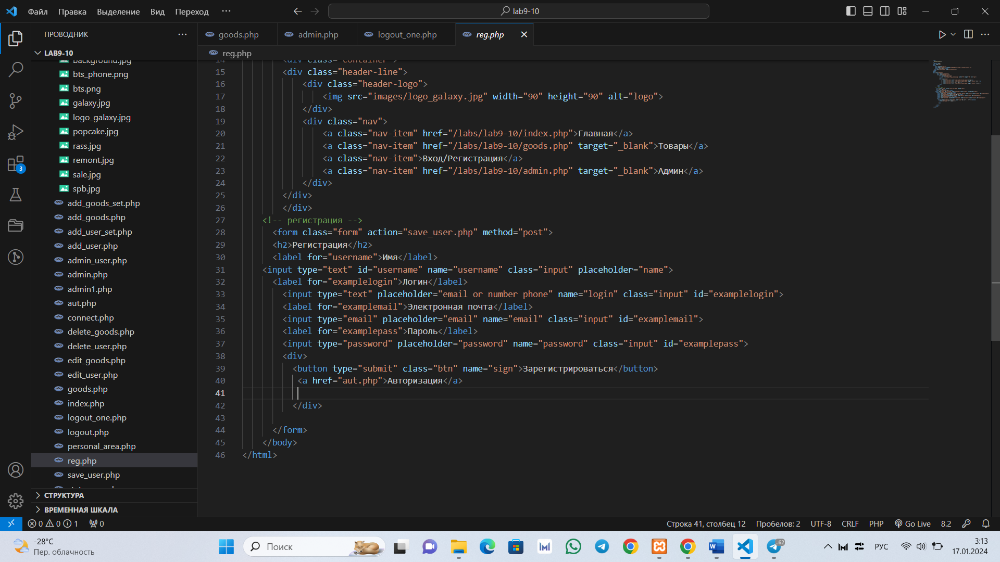 Файл Правка Выделение Вид Переход ··· lab9-10
ПРОВОДНИК ···
goods.php admin.php logout_one.php reg.php
LAB9-10
reg.php
background.jpg
bts_phone.png
bts.png
galaxy.jpg
logo_galaxy.jpg
popcake.jpg
rass.jpg
remont.jpg
sale.jpg
spb.jpg
add_goods_set.php
add_goods.php
add_user_set.php
add_user.php
admin_user.php
admin.php
admin1.php
aut.php
connect.php
delete_goods.php
delete_user.php
edit_goods.php
edit_user.php
goods.php
index.php
logout_one.php
logout.php
personal_area.php
reg.php
save_user.php
СТРУКТУРА
ВРЕМЕННАЯ ШКАЛА
3
14 <div class="container">
15 <div class="header-line">
16 <div class="header-logo">
17 <img src="images/logo_galaxy.jpg" width="90" height="90" alt="logo">
18 </div>
19 <div class="nav">
20 <a class="nav-item" href="/labs/lab9-10/index.php">Главная</a>
21 <a class="nav-item" href="/labs/lab9-10/goods.php" target="_blank">Товары</a>
22 <a class="nav-item">Вход/Регистрация</a>
23 <a class="nav-item" href="/labs/lab9-10/admin.php" target="_blank">Админ</a>
24 </div>
25 </div>
26 </div>
27 <!-- регистрация -->
28 <form class="form" action="save_user.php" method="post">
29 <h2>Регистрация</h2>
30 <label for="username">Имя</label>
31 <input type="text" id="username" name="username" class="input" placeholder="name">
32 <label for="examplelogin">Логин</label>
33 <input type="text" placeholder="email or number phone" name="login" class="input" id="examplelogin">
34 <label for="examplemail">Электронная почта</label>
35 <input type="email" placeholder="email" name="email" class="input" id="examplemail">
36 <label for="examplepass">Пароль</label>
37 <input type="password" placeholder="password" name="password" class="input" id="examplepass">
38 <div>
39 <button type="submit" class="btn" name="sign">Зарегистрироваться</button>
40 <a href="aut.php">Авторизация</a>
41
42 </div>
43
44 </form>
45 </body>
46 </html>
0 0 1 0 Строка 41, столбец 12 Пробелов: 2 UTF-8 CRLF PHP Go Live 8.2
-28°C
Пер. облачность
Поиск
62
РУС
3:13
17.01.2024